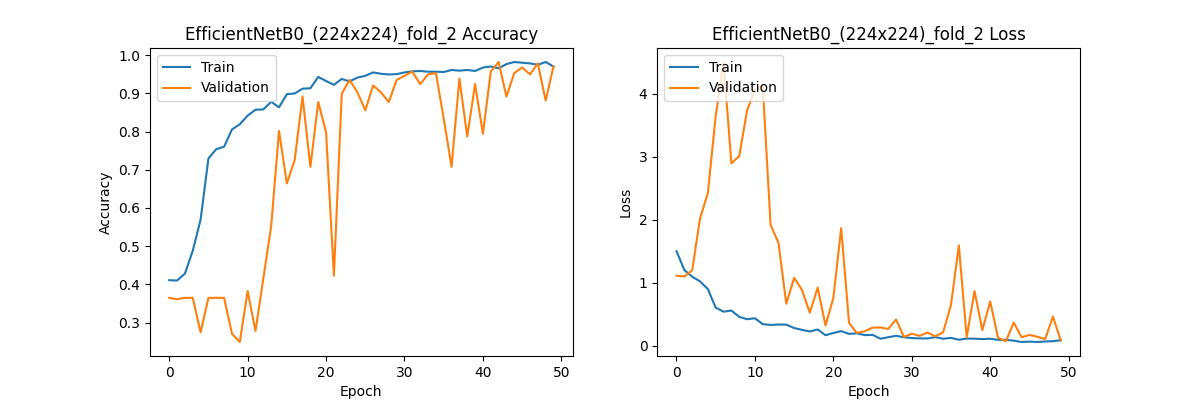 EfficientNetB0_(224x224)_fold_2 Accuracy
Train
Validation
1.0
0.9
0.8
0.7
0.6
0.5
0.4
0.3
Accuracy
0
10
20
30
40
50
Epoch
EfficientNetB0_(224x224)_fold_2 Loss
Train
Validation
4
3
2
1
0
Loss
0
10
20
30
40
50
Epoch